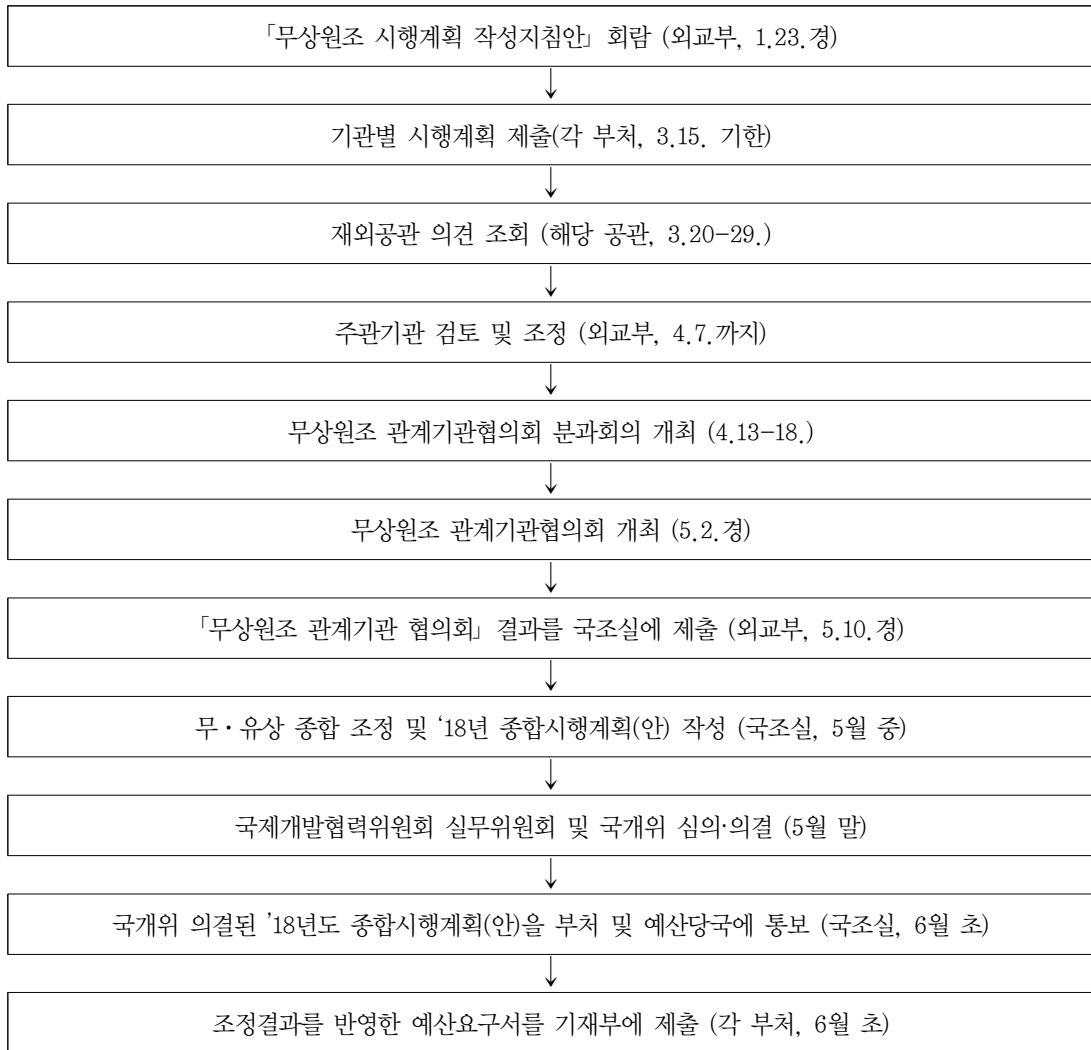 「무상원조 시행계획 작성지침안」 회람 (외교부, 1.23.경)
기관별 시행계획 제출(각 부처, 3.15. 기한)
재외공관 의견 조회 (해당 공관, 3.20-29.)
주관기관 검토 및 조정 (외교부, 4.7.까지)
무상원조 관계기관협의회 분과회의 개최 (4.13-18.)
무상원조 관계기관협의회 개최 (5.2.경)
「무상원조 관계기관 협의회」 결과를 국조실에 제출 (외교부, 5.10.경)
무·유상 종합 조정 및 ‘18년 종합시행계획(안) 작성 (국조실, 5월 중)
국제개발협력위원회 실무위원회 및 국개위 심의·의결 (5월 말)
국개위 의결된 ’18년도 종합시행계획(안)을 부처 및 예산당국에 통보 (국조실, 6월 초)
조정결과를 반영한 예산요구서를 기재부에 제출 (각 부처, 6월 초)